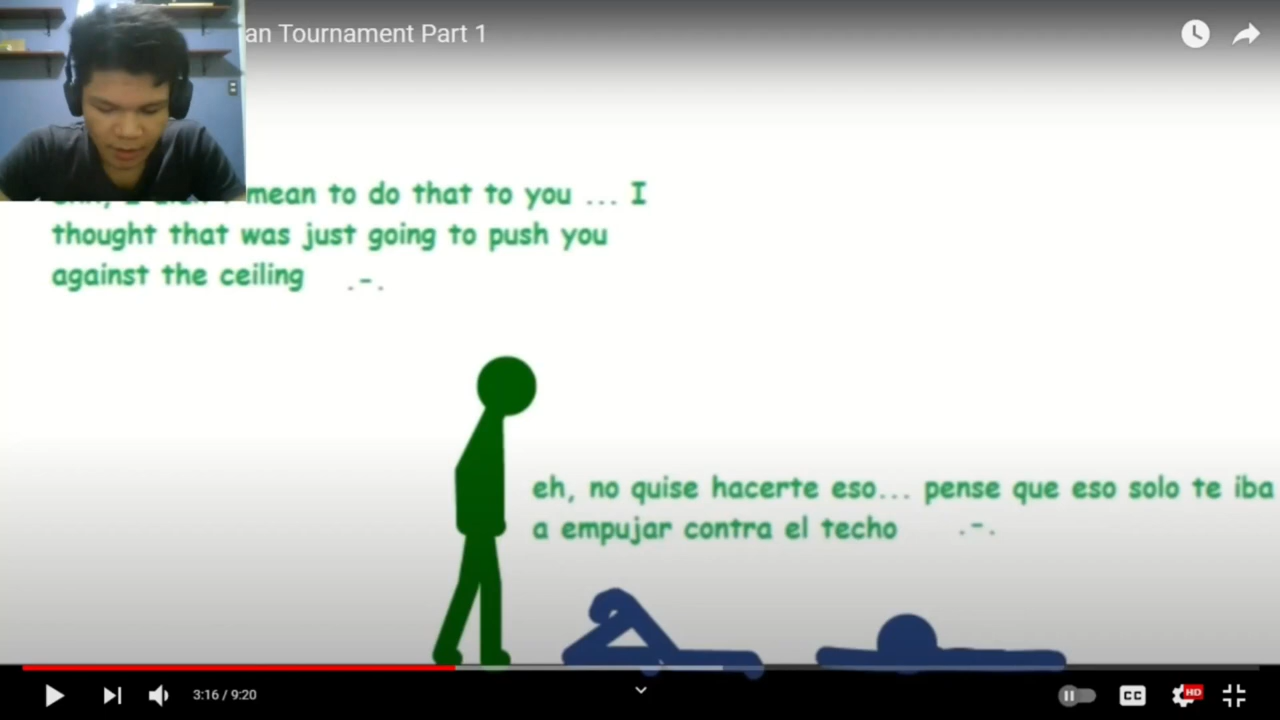 an Tournament Part 1
mean to do that to you ... I
thought that was just going to push you
against the ceiling .-.
eh, no quise hacerte eso... pense que eso solo te iba
a empujar contra el techo .-.
3:16 / 9:20
CC
HD